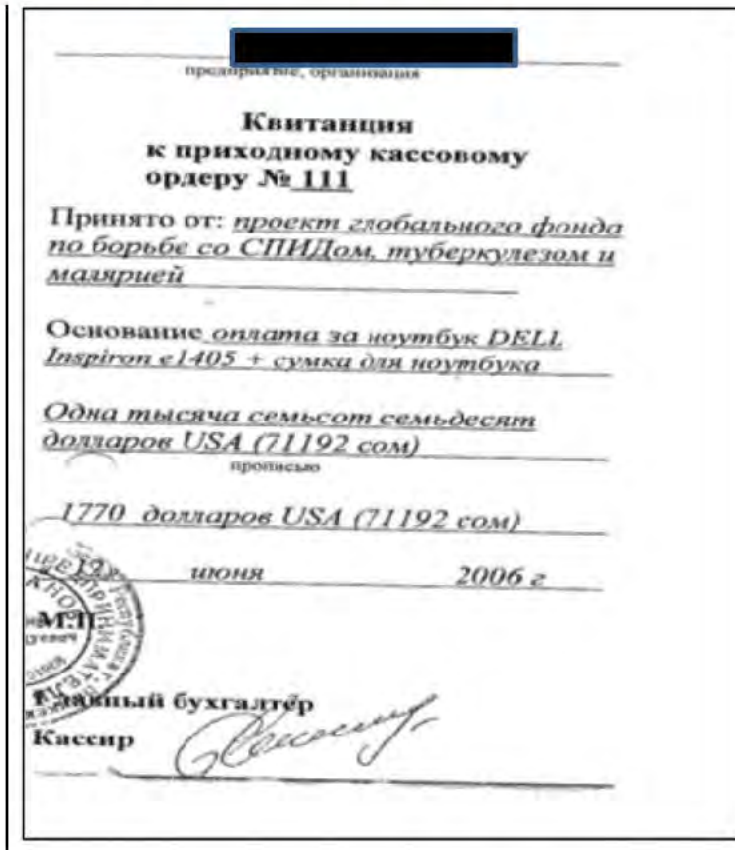 предприятие, организация
Квитанция
к приходному кассовому
ордеру № 111
Принято от: проект глобального фонда
по борьбе со СПИДом, туберкулезом и
малярией
Основание оплата за ноутбук DELL
Inspiron e1405 + сумка для ноутбука
Одна тысяча семьсот семьдесят
долларов USA (71192 сом)
прописью
1770 долларов USA (71192 сом)
июня 2006 г
М.П.
Главный бухгалтер
Кассир